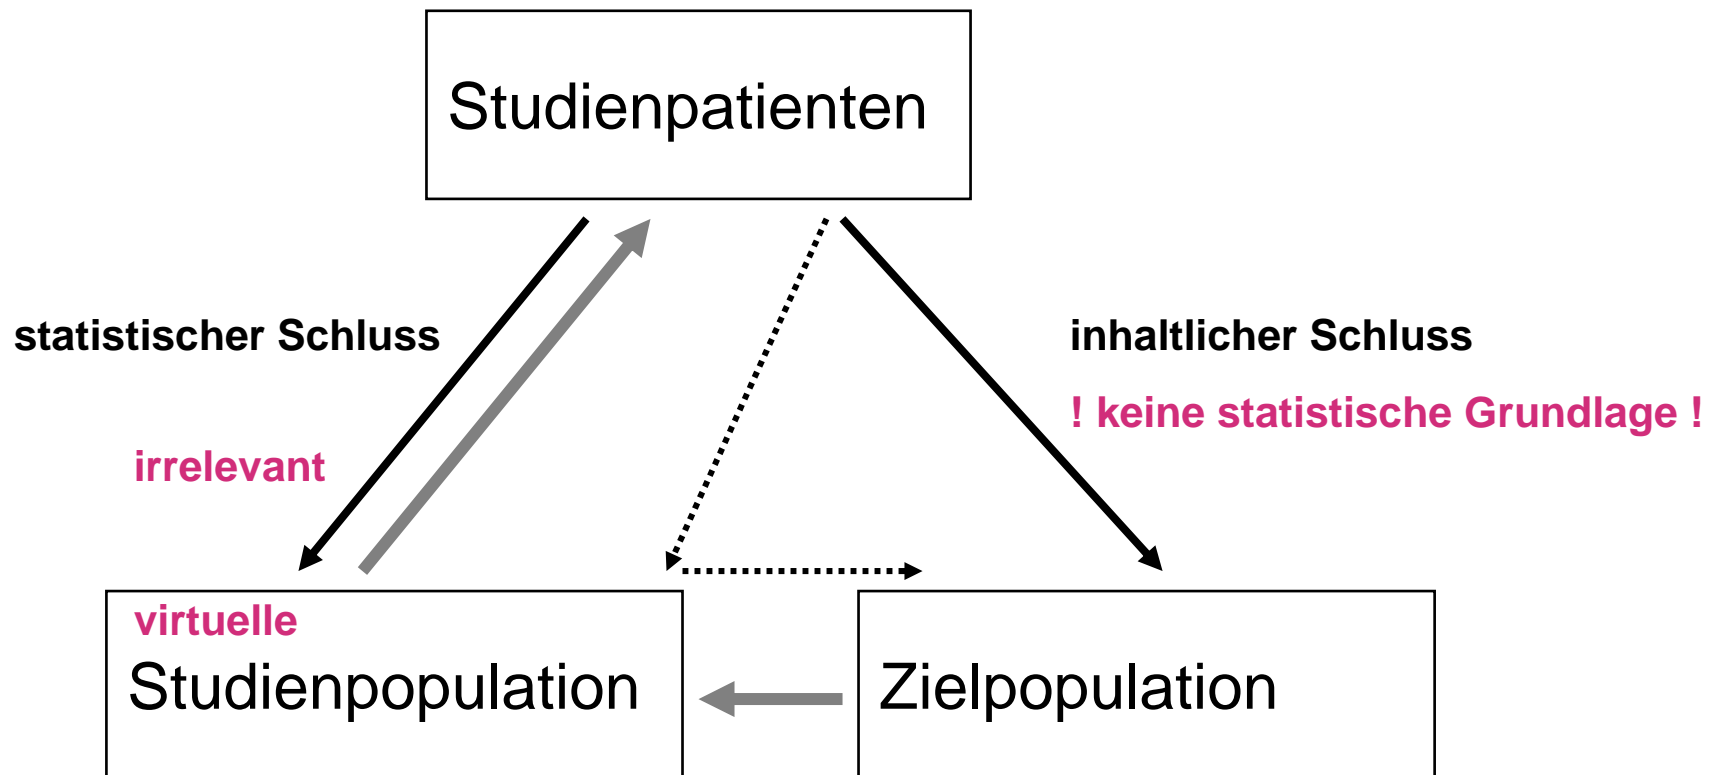 Studienpatienten
statistischer Schluss
inhaltlicher Schluss
! keine statistische Grundlage !
irrelevant
virtuelle
Studienpopulation
Zielpopulation